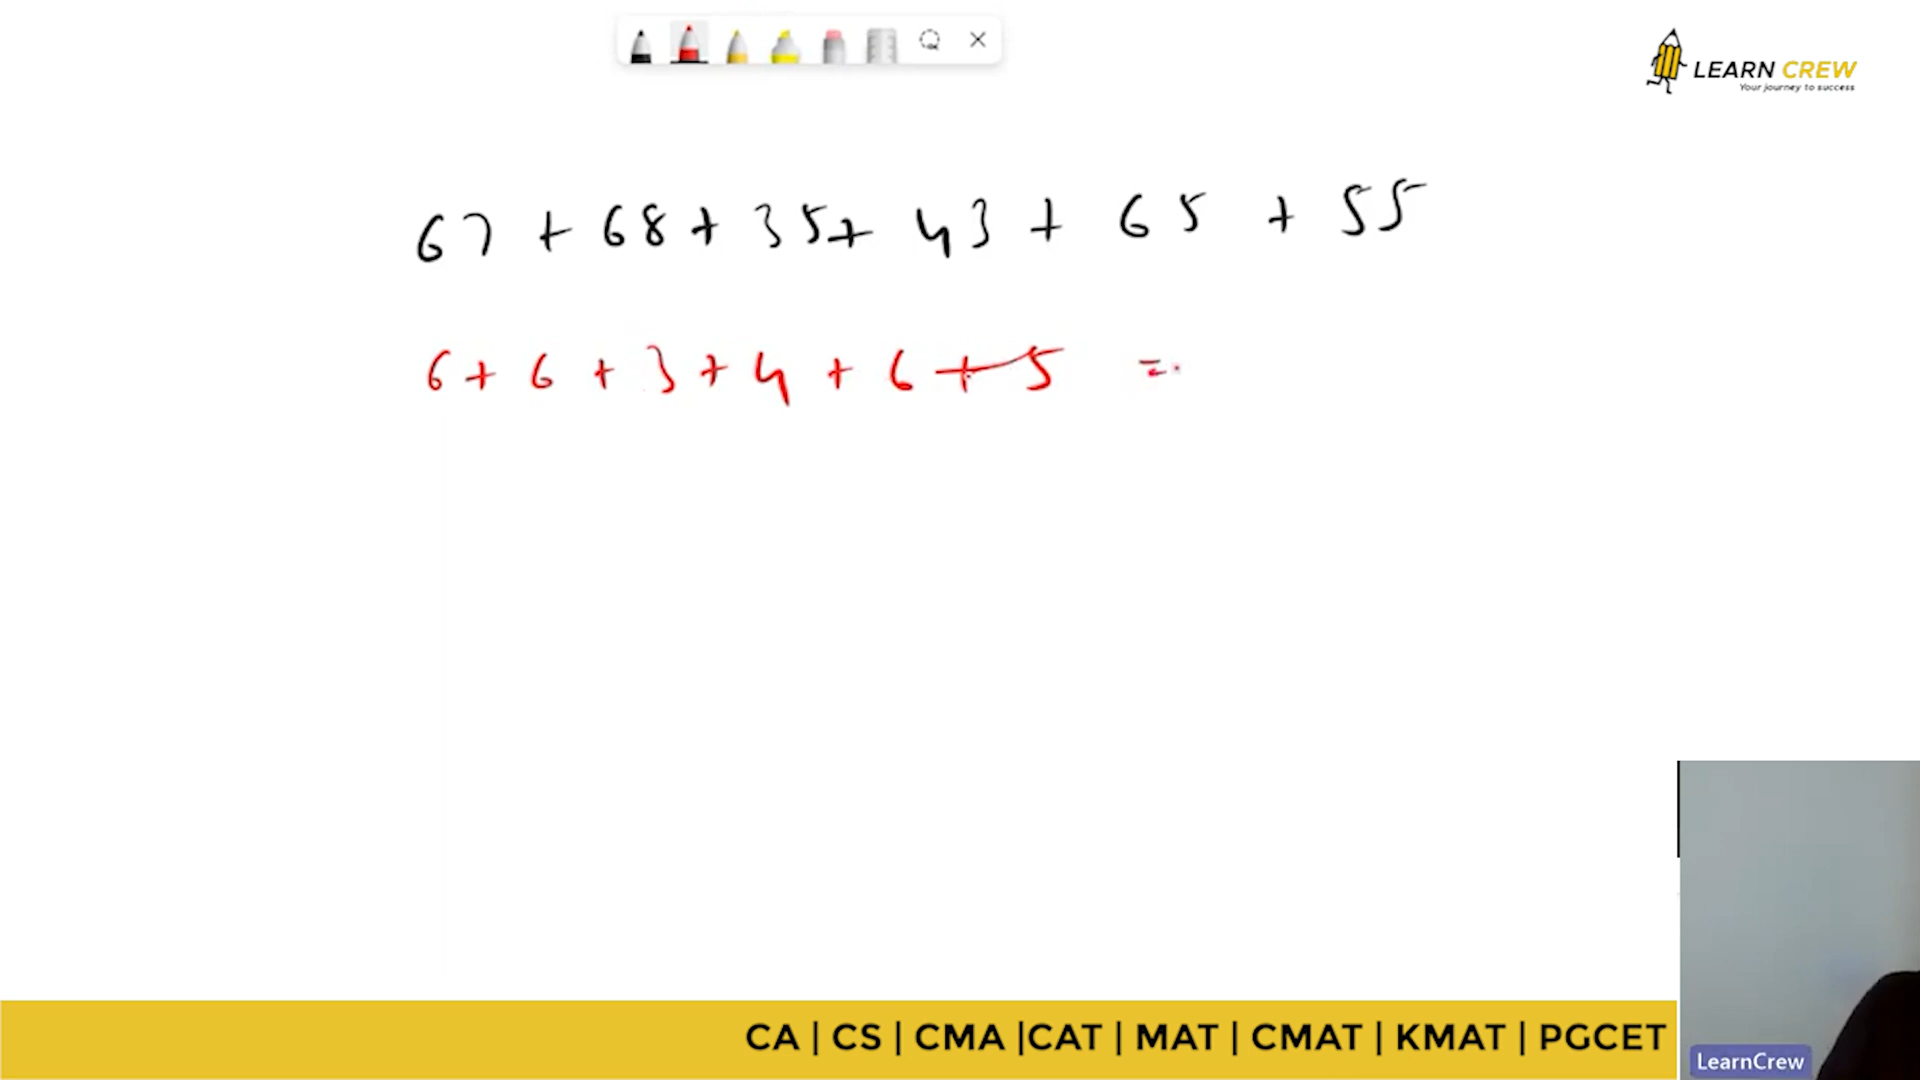 LEARN CREW
Your journey to success
67 + 68 + 35 + 43 + 65 + 55
6 + 6 + 3 + 4 + 6 + 5 =
CA | CS | CMA |CAT | MAT | CMAT | KMAT | PGCET
LearnCrew